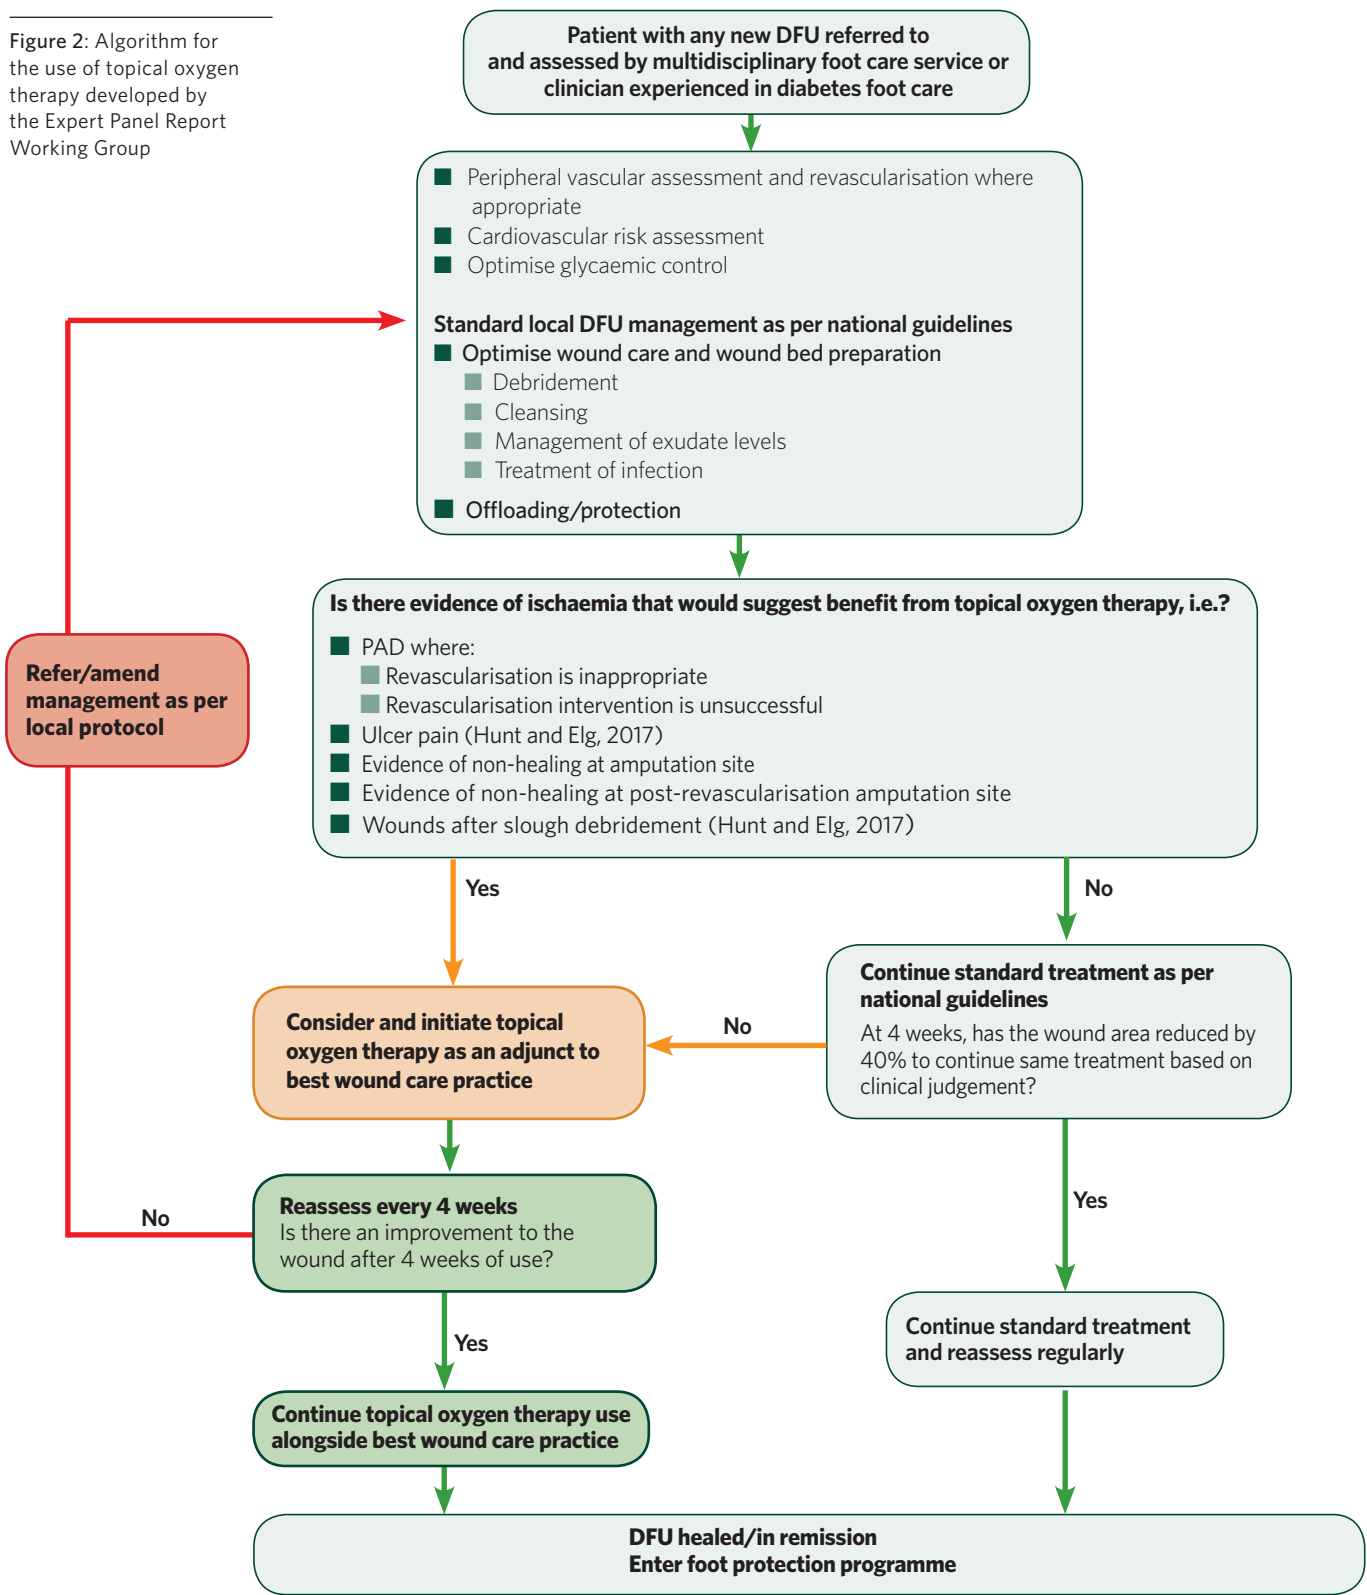 Figure 2: Algorithm for
the use of topical oxygen
therapy developed by
the Expert Panel Report
Working Group
Patient with any new DFU referred to
and assessed by multidisciplinary foot care service or
clinician experienced in diabetes foot care
Peripheral vascular assessment and revascularisation where
appropriate
Cardiovascular risk assessment
Optimise glycaemic control
Standard local DFU management as per national guidelines
Optimise wound care and wound bed preparation
Debridement
Cleansing
Management of exudate levels
Treatment of infection
Offloading/protection
Is there evidence of ischaemia that would suggest benefit from topical oxygen therapy, i.e.?
PAD where:
Revascularisation is inappropriate
Revascularisation intervention is unsuccessful
Ulcer pain (Hunt and Elg, 2017)
Evidence of non-healing at amputation site
Evidence of non-healing at post-revascularisation amputation site
Wounds after slough debridement (Hunt and Elg, 2017)
Refer/amend
management as per
local protocol
Yes
No
Continue standard treatment as per
national guidelines
At 4 weeks, has the wound area reduced by
40% to continue same treatment based on
clinical judgement?
No
Consider and initiate topical
oxygen therapy as an adjunct to
best wound care practice
Reassess every 4 weeks
Is there an improvement to the
wound after 4 weeks of use?
No
Yes
Yes
Continue standard treatment
and reassess regularly
Continue topical oxygen therapy use
alongside best wound care practice
DFU healed/in remission
Enter foot protection programme